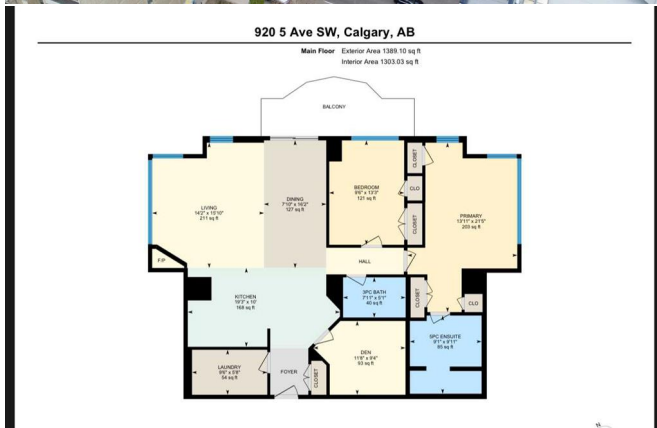 920 5 Ave SW, Calgary, AB
Main Floor Exterior Area 1389.10 sq ft
Interior Area 1303.03 sq ft
BALCONY
LIVING
14'2" x 15'10"
211 sq ft
DINING
7'10" x 16'2"
127 sq ft
BEDROOM
9'6" x 13'3"
121 sq ft
CLOSET
CLO
CLOSET
PRIMARY
13'11" x 21'5"
203 sq ft
F/P
HALL
KITCHEN
19'3" x 10'
168 sq ft
3PC BATH
7'11" x 5'1"
40 sq ft
CLOSET
CLO
5PC ENSUITE
9'1" x 9'11"
85 sq ft
DEN
11'8" x 9'4"
93 sq ft
LAUNDRY
9'6" x 5'8"
54 sq ft
FOYER
CLOSET
N